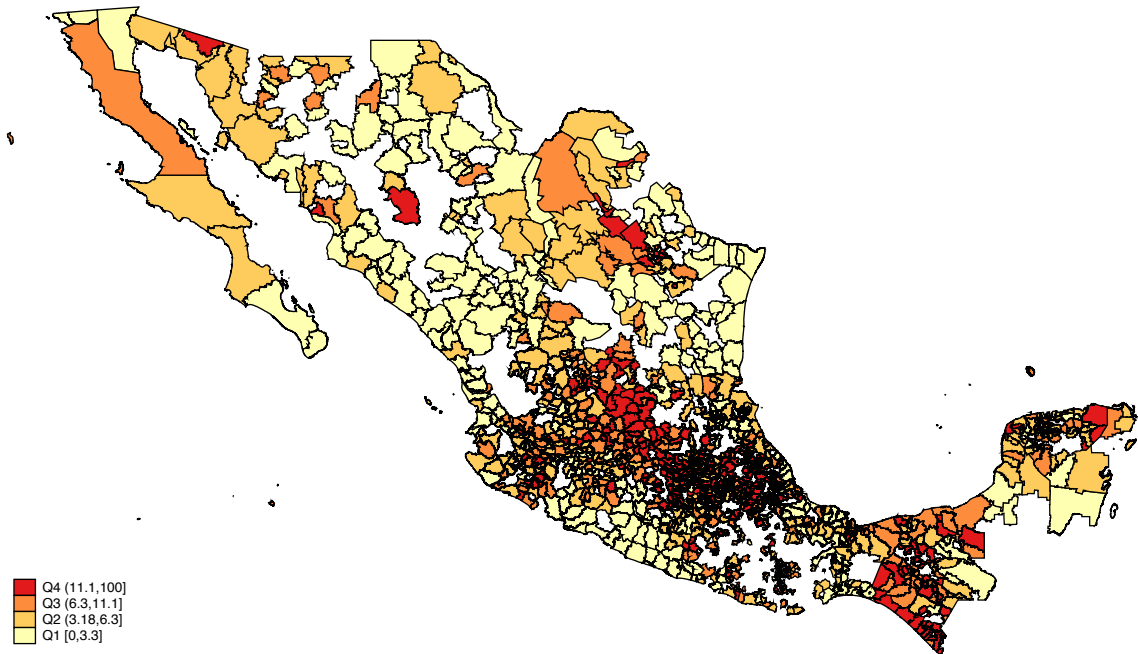 Q4 (11.1,100]
Q3 (6.3,11.1]
Q2 (3.18,6.3]
Q1 [0,3.3]